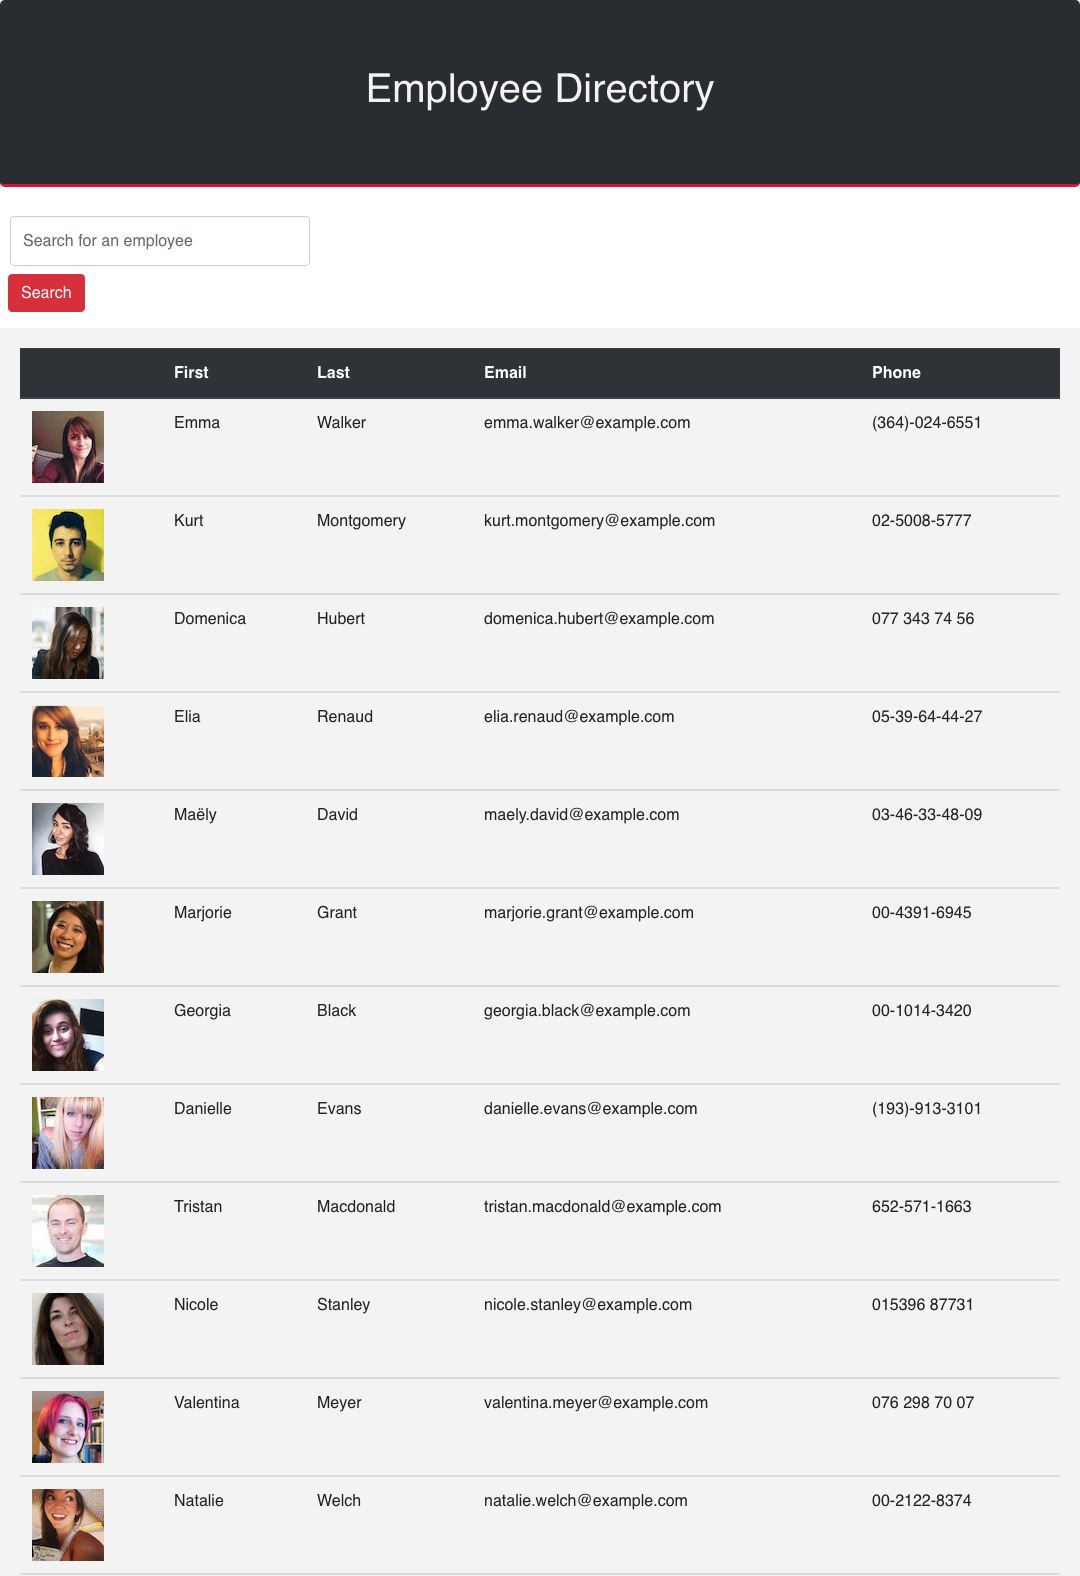 Employee Directory
Search for an employee
Search
First Last Email Phone
Emma Walker emma.walker@example.com (364)-024-6551
Kurt Montgomery kurt.montgomery@example.com 02-5008-5777
Domenica Hubert domenica.hubert@example.com 077 343 74 56
Elia Renaud elia.renaud@example.com 05-39-64-44-27
Maëly David maely.david@example.com 03-46-33-48-09
Marjorie Grant marjorie.grant@example.com 00-4391-6945
Georgia Black georgia.black@example.com 00-1014-3420
Danielle Evans danielle.evans@example.com (193)-913-3101
Tristan Macdonald tristan.macdonald@example.com 652-571-1663
Nicole Stanley nicole.stanley@example.com 015396 87731
Valentina Meyer valentina.meyer@example.com 076 298 70 07
Natalie Welch natalie.welch@example.com 00-2122-8374